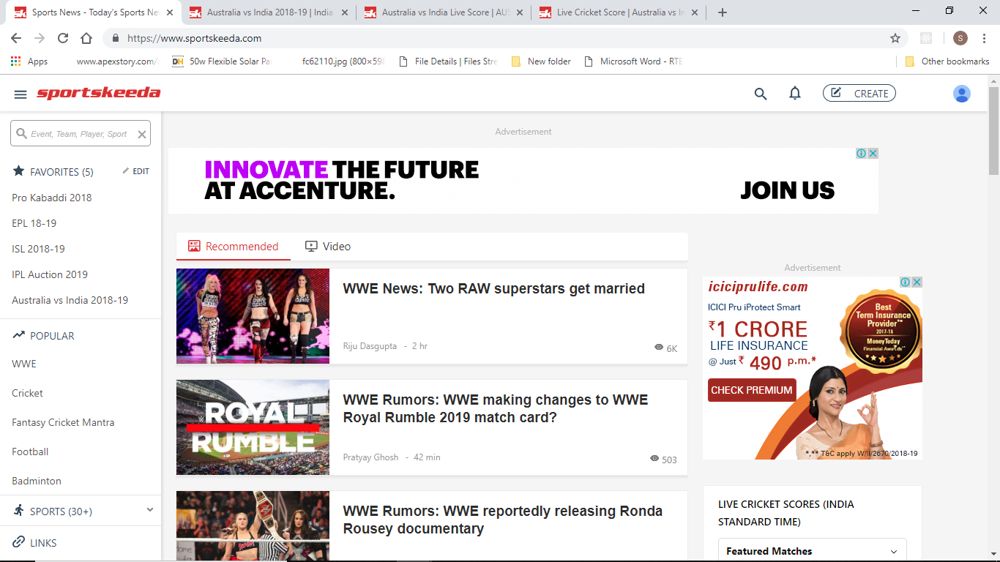 Sports News - Today's Sports Ne
Australia vs India 2018-19 | India
Australia vs India Live Score | AUS
Live Cricket Score | Australia vs In
https://www.sportskeeda.com
S
Apps
www.apexstory.com/
50w Flexible Solar Pa
fc62110.jpg (800×598
File Details | Files Stre
New folder
Microsoft Word - RTE
Other bookmarks
sportskeeda
CREATE
Event, Team, Player, Sport
FAVORITES (5)
EDIT
Pro Kabaddi 2018
EPL 18-19
ISL 2018-19
IPL Auction 2019
Australia vs India 2018-19
POPULAR
WWE
Cricket
Fantasy Cricket Mantra
Football
Badminton
SPORTS (30+)
LINKS
Advertisement
INNOVATE THE FUTURE
AT ACCENTURE.
JOIN US
Recommended
Video
WWE News: Two RAW superstars get married
Riju Dasgupta - 2 hr
6K
ROYAL
RUMBLE
WWE Rumors: WWE making changes to WWE
Royal Rumble 2019 match card?
Pratyay Ghosh - 42 min
503
WWE Rumors: WWE reportedly releasing Ronda
Rousey documentary
Advertisement
iciciprulife.com
ICICI Pru iProtect Smart
₹1 CRORE
LIFE INSURANCE
@ Just ₹ 490 p.m.*
CHECK PREMIUM
Best
Term Insurance
Provider**
2017-18
MoneyToday
Financial Awards**
*,** T&C apply W/II/2670/2018-19
LIVE CRICKET SCORES (INDIA
STANDARD TIME)
Featured Matches